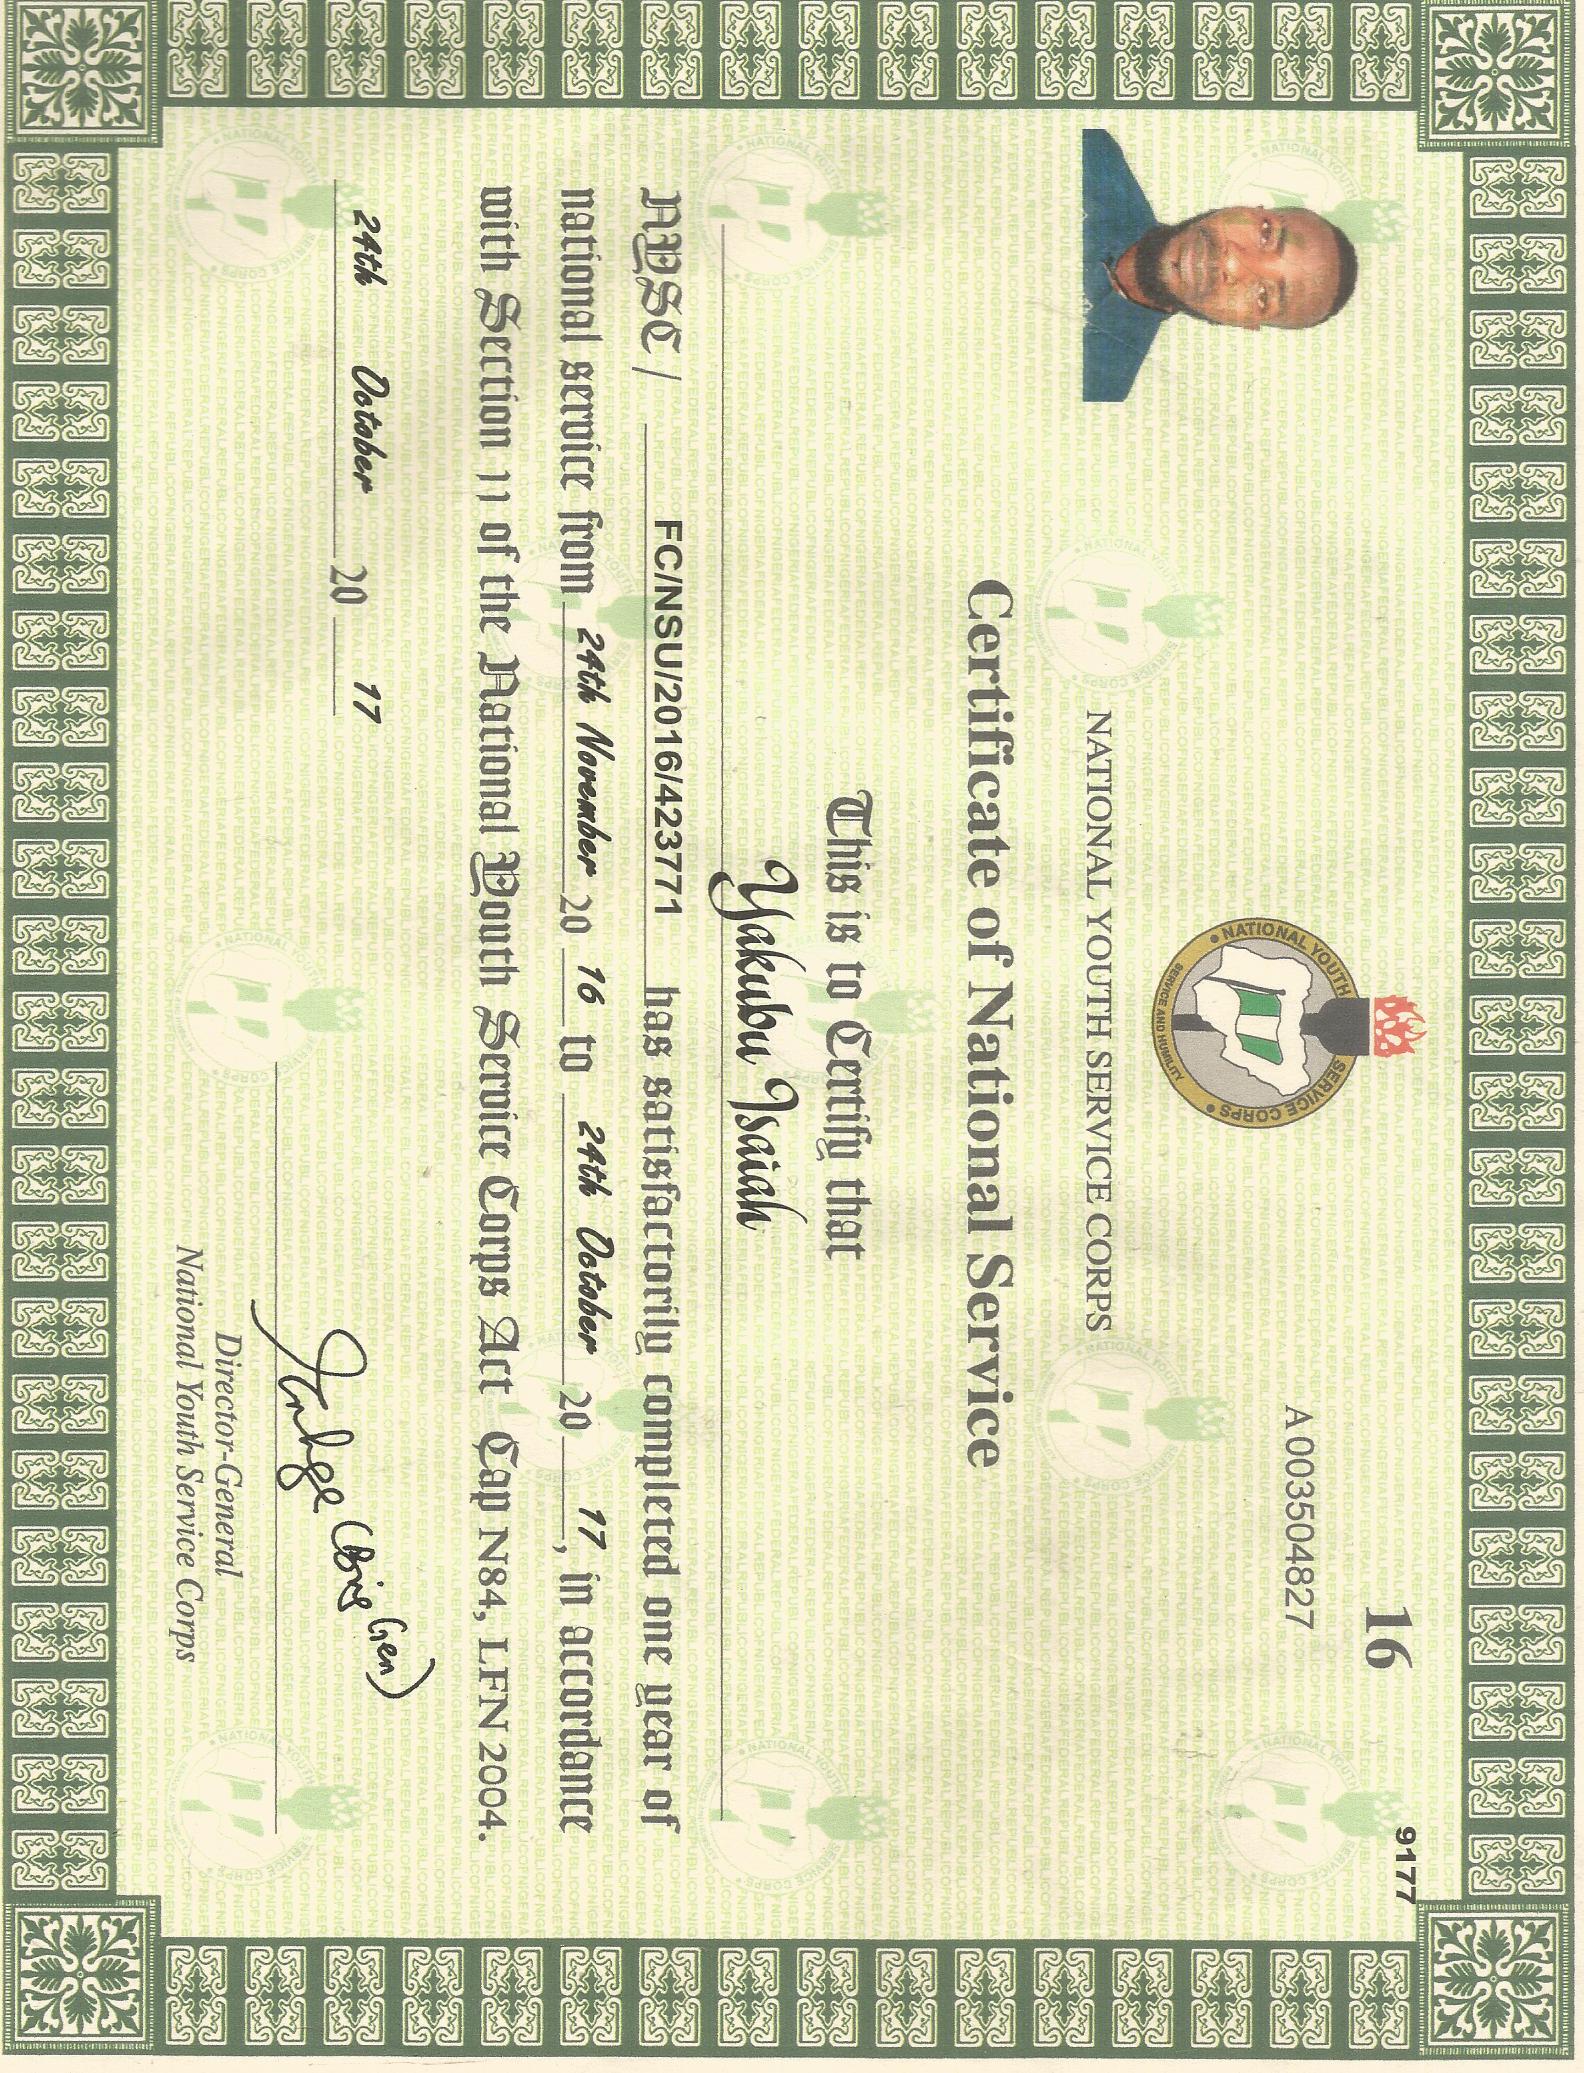 16
9177
A 003504827
NATIONAL YOUTH SERVICE CORPS
SERVICE AND HUMILITY
NATIONAL YOUTH SERVICE CORPS
Certificate of National Service
This is to Certify that
Yakubu Isaiah
NYSC / FC/NSU/2016/423771 has satisfactorily completed one year of
national service from 24th November 20 16 to 24th October 20 17, in accordance
with Section 11 of the National Youth Service Corps Act Cap N84, LFN 2004.
24th October 20 17
(Brig Gen)
Director-General
National Youth Service Corps